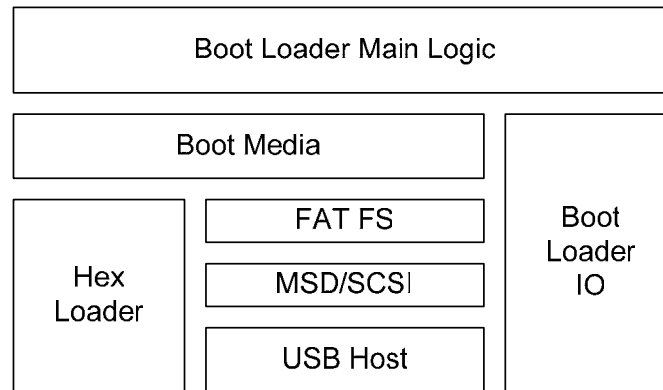 Boot Loader Main Logic
Boot Media
FAT FS
MSD/SCSI
USB Host
Hex
Loader
Boot
Loader
IO